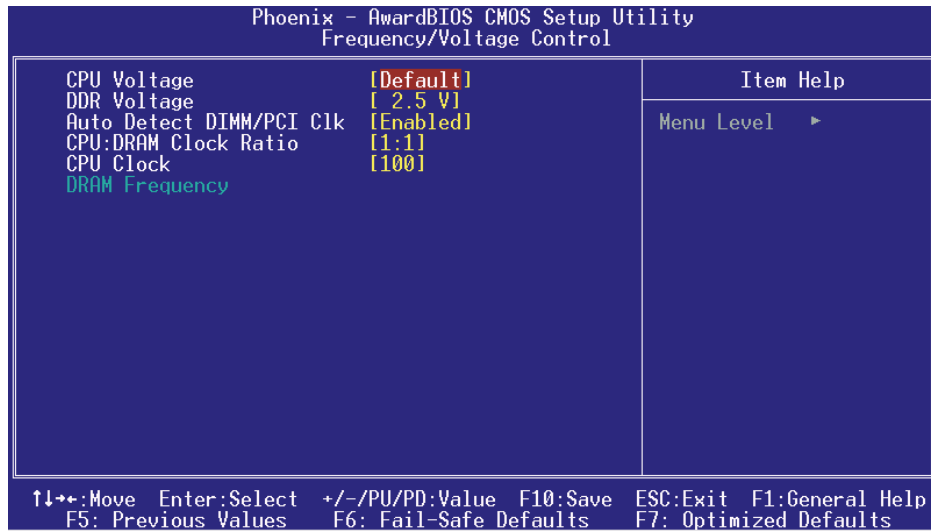 Phoenix - AwardBIOS CMOS Setup Utility
Frequency/Voltage Control
CPU Voltage [Default]
DDR Voltage [ 2.5 V]
Auto Detect DIMM/PCI Clk [Enabled]
CPU:DRAM Clock Ratio [1:1]
CPU Clock [100]
DRAM Frequency
Item Help
Menu Level ►
↑↓→←:Move Enter:Select +/-/PU/PD:Value F10:Save ESC:Exit F1:General Help
F5: Previous Values F6: Fail-Safe Defaults F7: Optimized Defaults